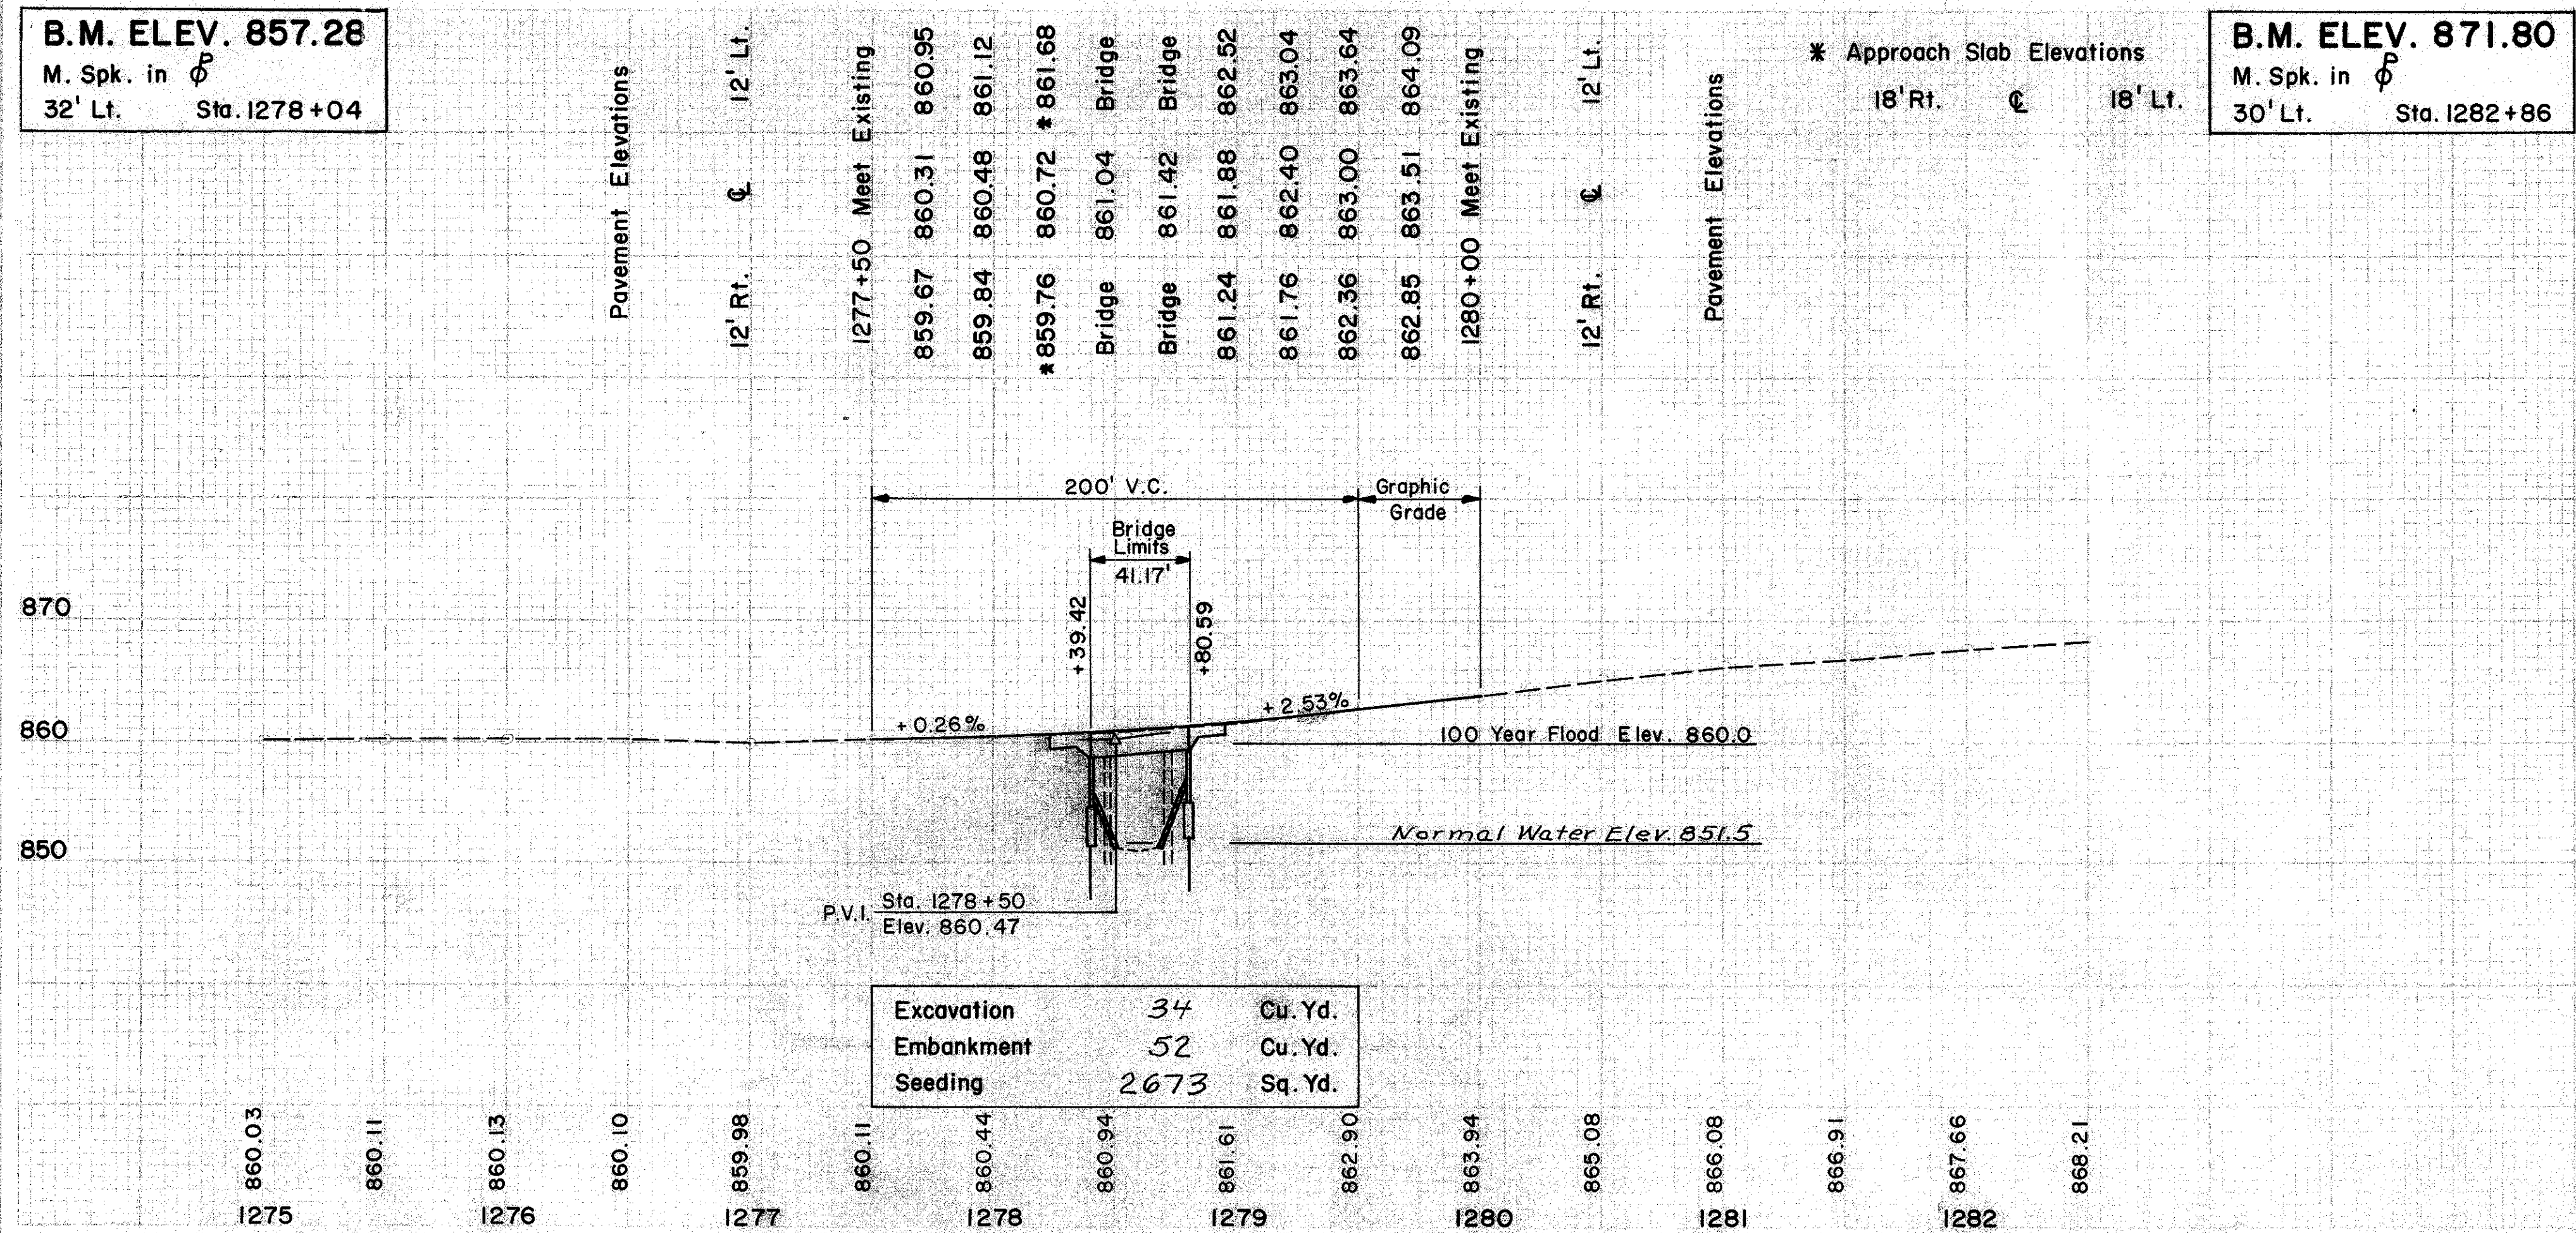 B.M. ELEV. 857.28
M. Spk. in
32' Lt. Sta. 1278+04
Pavement Elevations
12' Rt. ℄ 12' Lt.
1277+50 Meet Existing
859.67 860.31 860.95
859.84 860.48 861.12
*859.76 860.72 *861.68
Bridge 861.04 Bridge
Bridge 861.42 Bridge
861.24 861.88 862.52
861.76 862.40 863.04
862.36 863.00 863.64
862.85 863.51 864.09
1280+00 Meet Existing
12' Rt. ℄ 12' Lt.
Pavement Elevations
* Approach Slab Elevations
18' Rt. ℄ 18' Lt.
B.M. ELEV. 871.80
M. Spk. in
30' Lt. Sta. 1282+86
200' V.C.
Graphic
Grade
Bridge
Limits
41.17'
+39.42
+80.59
870
860
850
+0.26%
+2.53%
100 Year Flood Elev. 860.0
Normal Water Elev. 851.5
P.V.I.
Sta. 1278+50
Elev. 860.47
Excavation 34 Cu. Yd.
Embankment 52 Cu. Yd.
Seeding 2673 Sq. Yd.
860.03 860.11 860.13 860.10 859.98 860.11 860.44 860.94 861.61 862.90 863.94 865.08 866.08 866.91 867.66 868.21
1275 1276 1277 1278 1279 1280 1281 1282